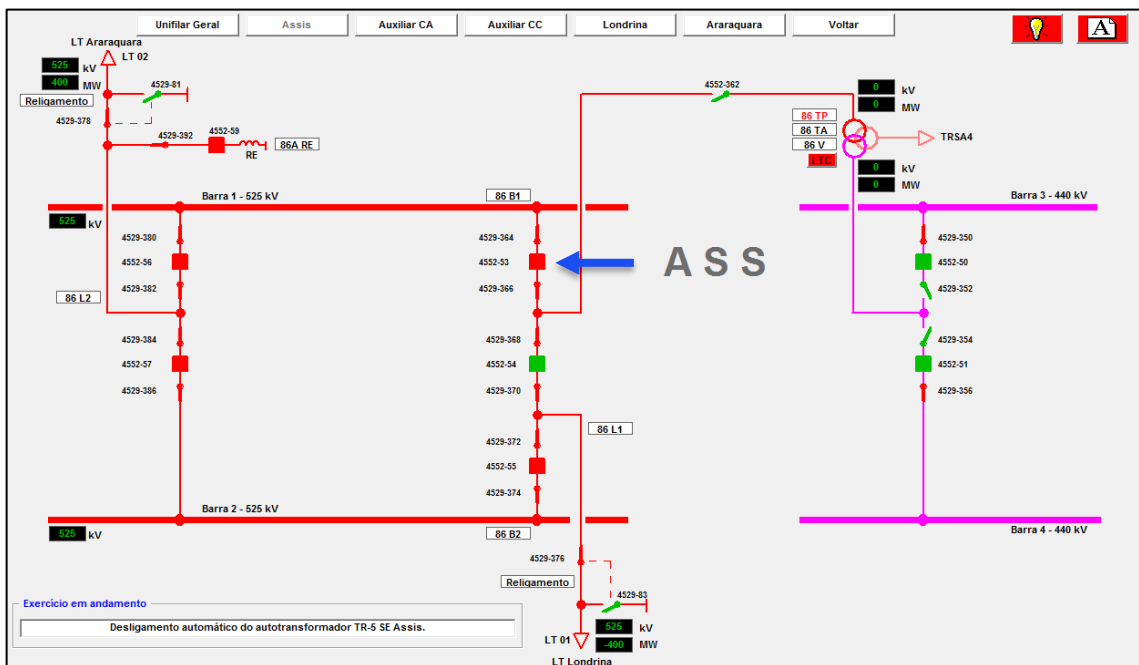 Unifilar Geral
Assis
Auxiliar CA
Auxiliar CC
Londrina
Araraquara
Voltar
A
LT Araraquara
LT 02
525 kV
400 MW
4529-81
Religamento
4529-378
4529-392
4552-59
RE
86A RE
4552-362
0 kV
0 MW
86 TP
86 TA
86 V
LTC
TRSA4
0 kV
0 MW
Barra 1 - 525 kV
86 B1
Barra 3 - 440 kV
525 kV
4529-380
4552-56
4529-382
86 L2
4529-384
4552-57
4529-386
4529-364
4552-53
A S S
4529-366
4529-368
4552-54
4529-370
86 L1
4529-372
4552-55
4529-374
4529-350
4552-50
4529-352
4529-354
4552-51
4529-356
Barra 2 - 525 kV
86 B2
525 kV
Barra 4 - 440 kV
4529-376
Religamento
4529-83
525 kV
LT 01
-400 MW
LT Londrina
Exercício em andamento
Desligamento automático do autotransformador TR-5 SE Assis.